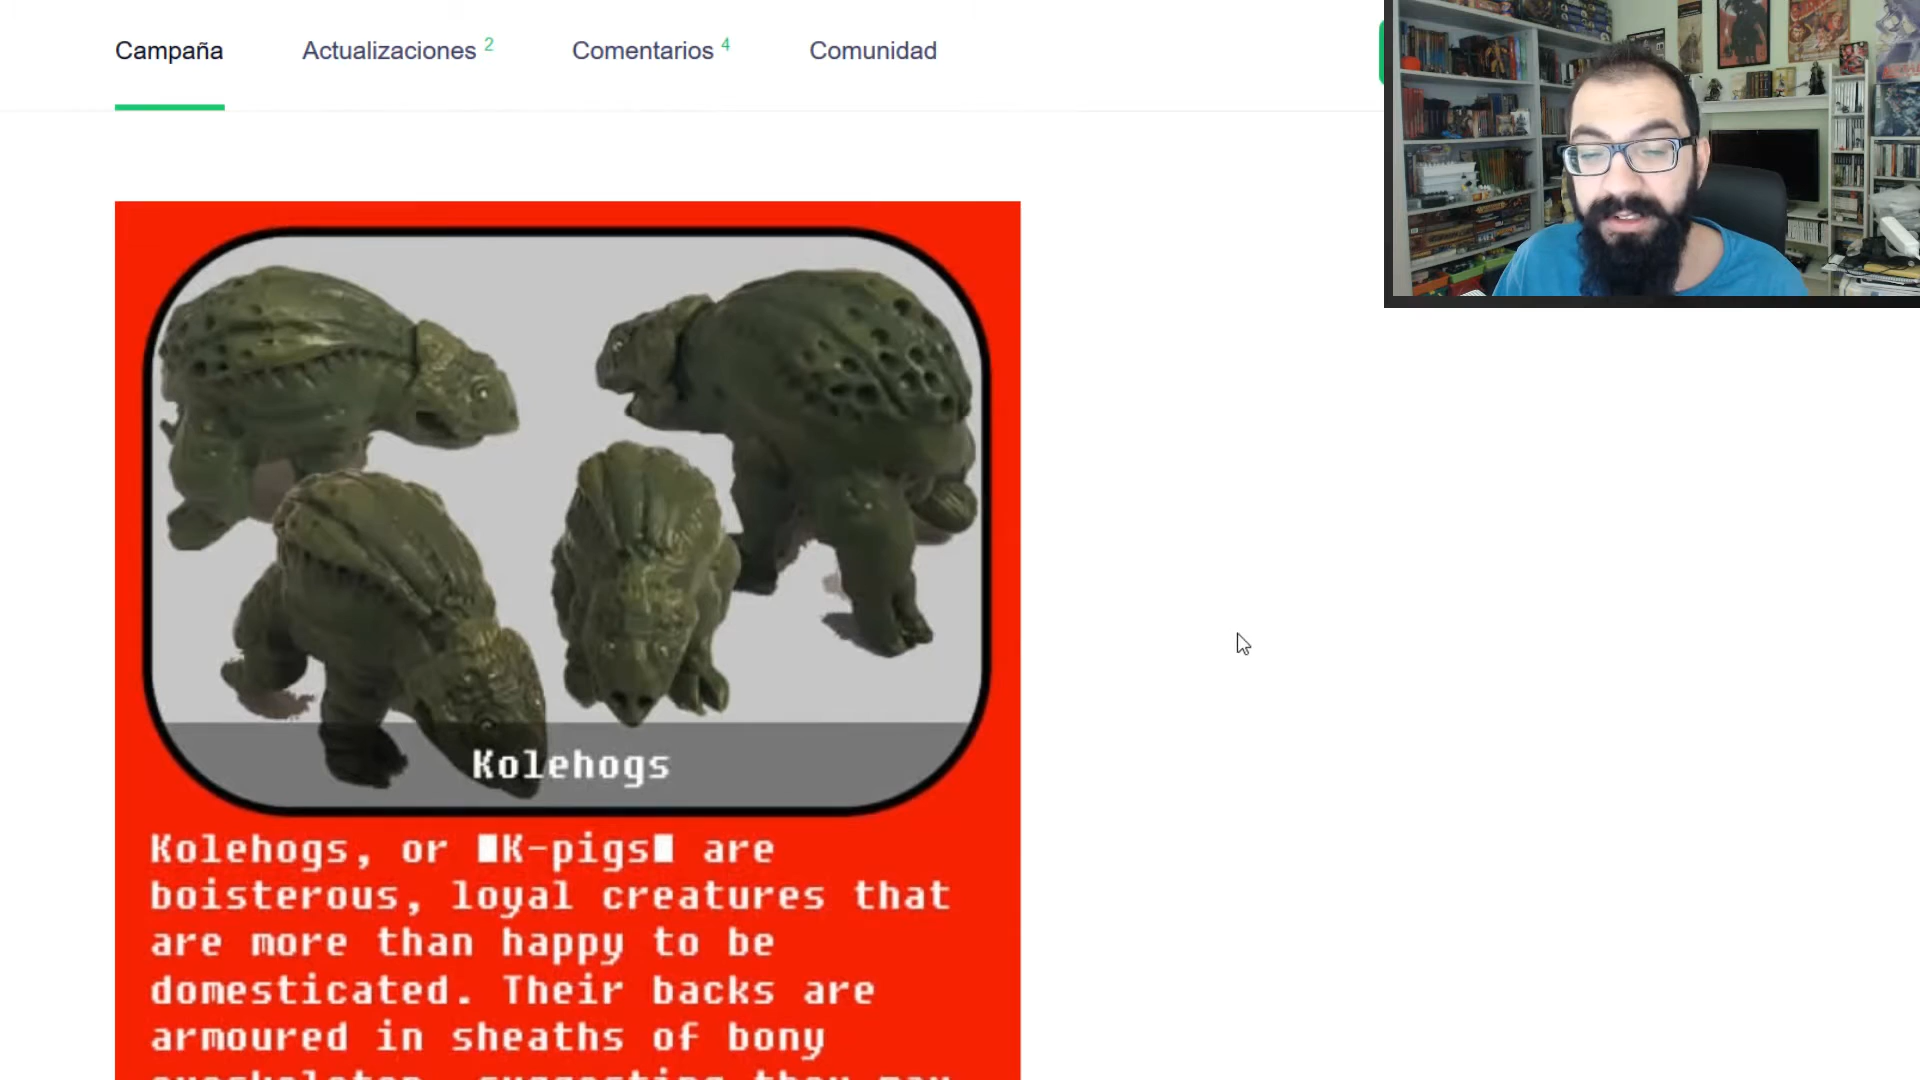 Campaña
Actualizaciones 2
Comentarios 4
Comunidad
Kolehogs
Kolehogs, or ■K-pigs■ are
boisterous, loyal creatures that
are more than happy to be
domesticated. Their backs are
armoured in sheaths of bony